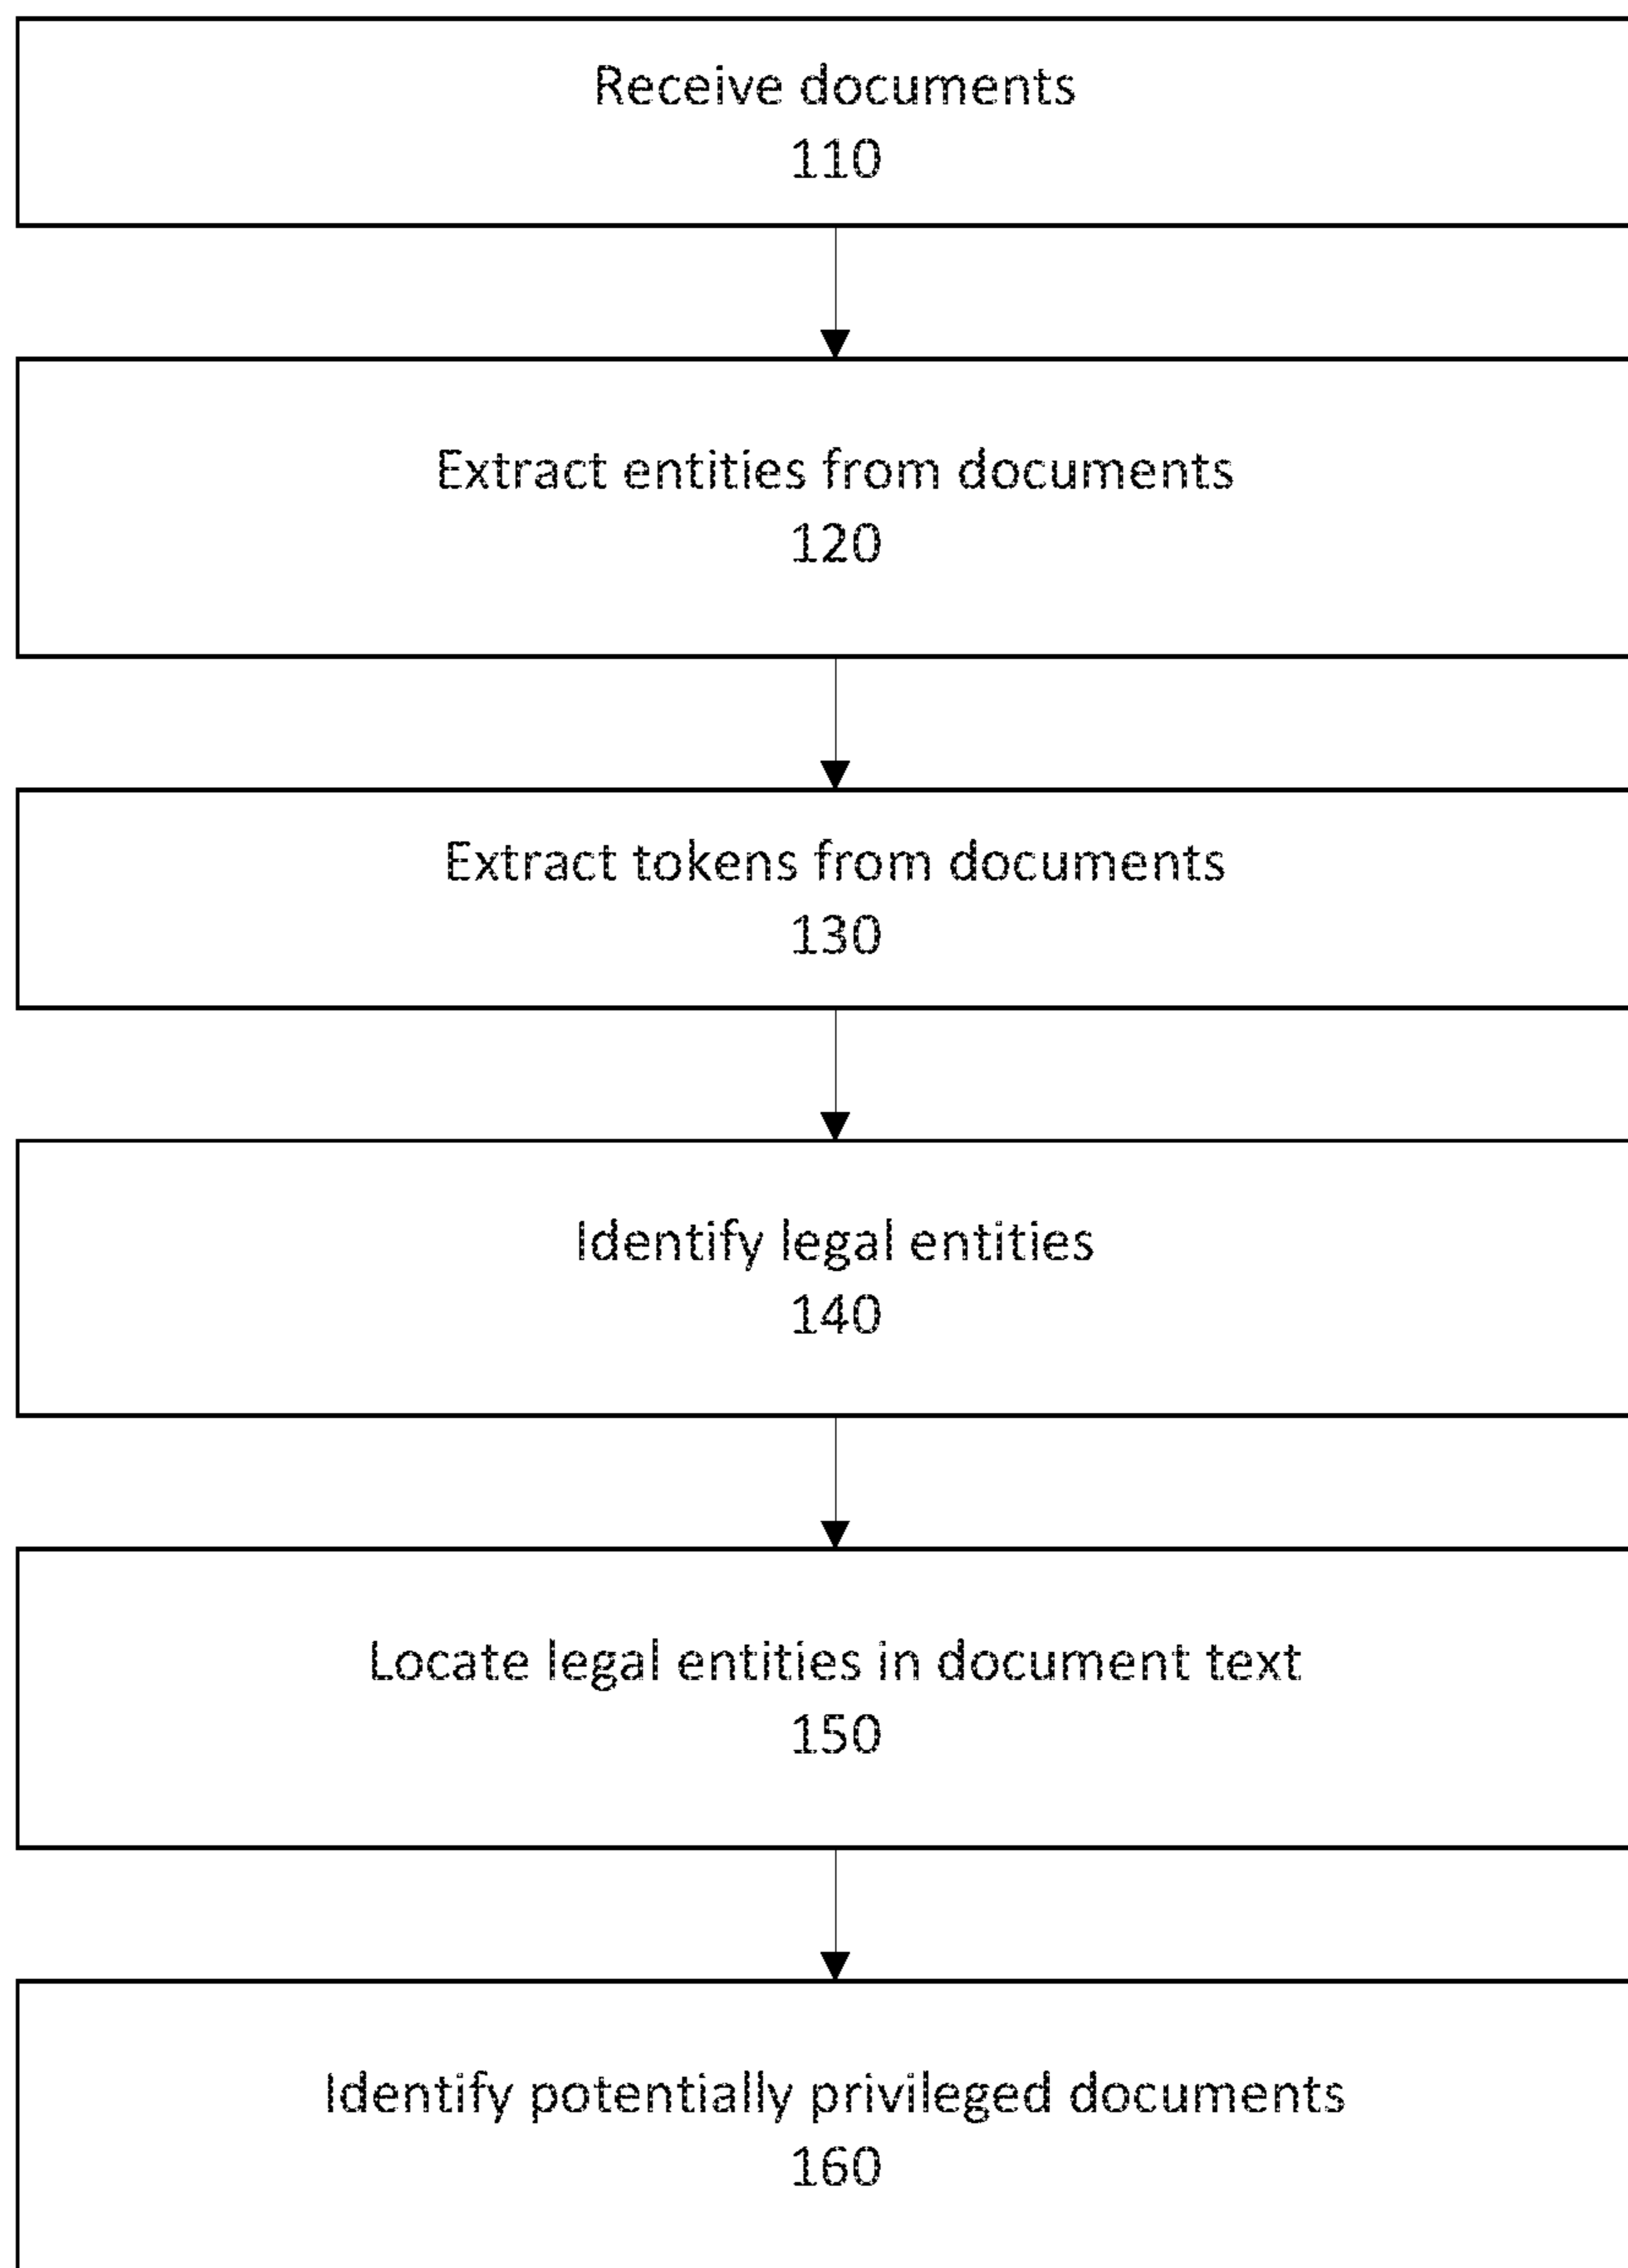 Receive documents
110
Extract entities from documents
120
Extract tokens from documents
130
Identify legal entities
140
Locate legal entities in document text
150
Identify potentially privileged documents
160